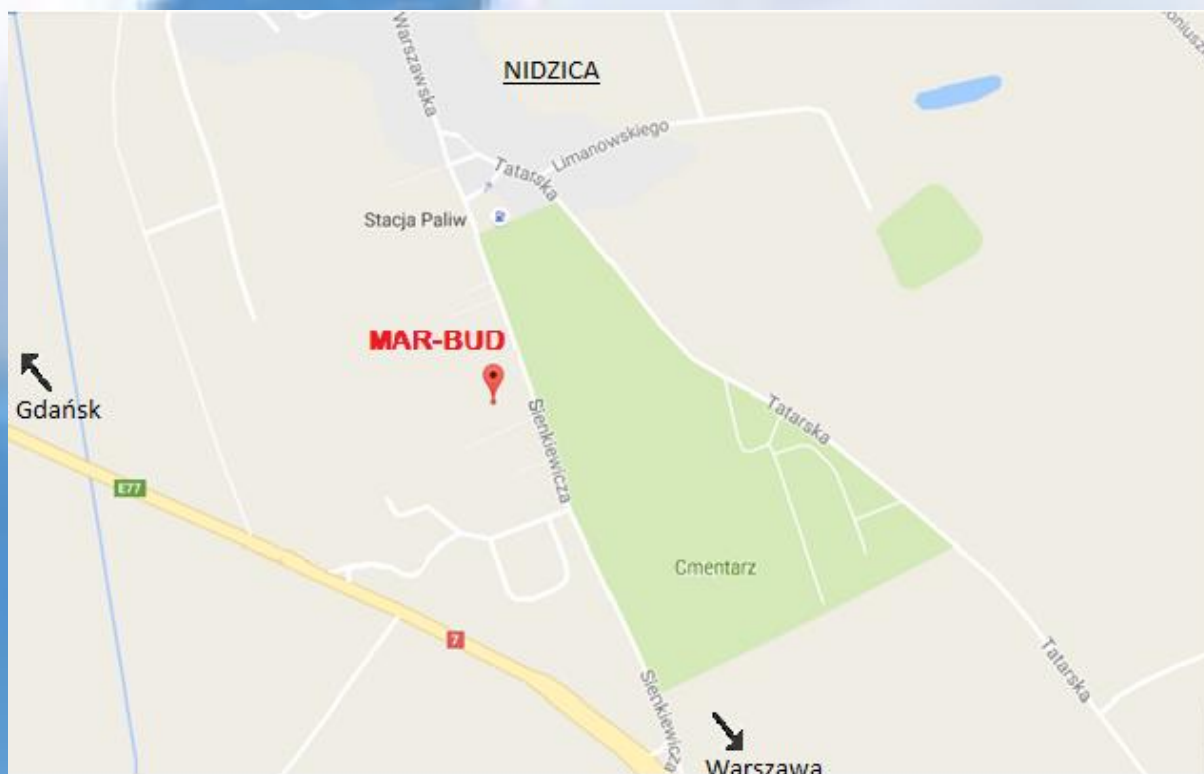 NIDZICA
Warszawska
Limanowskiego
Tatarska
Stacja Paliw
MAR-BUD
Gdańsk
Sienkiewicza
Tatarska
E77
Cmentarz
7
Tatarska
Sienkiewicza
Warszawa